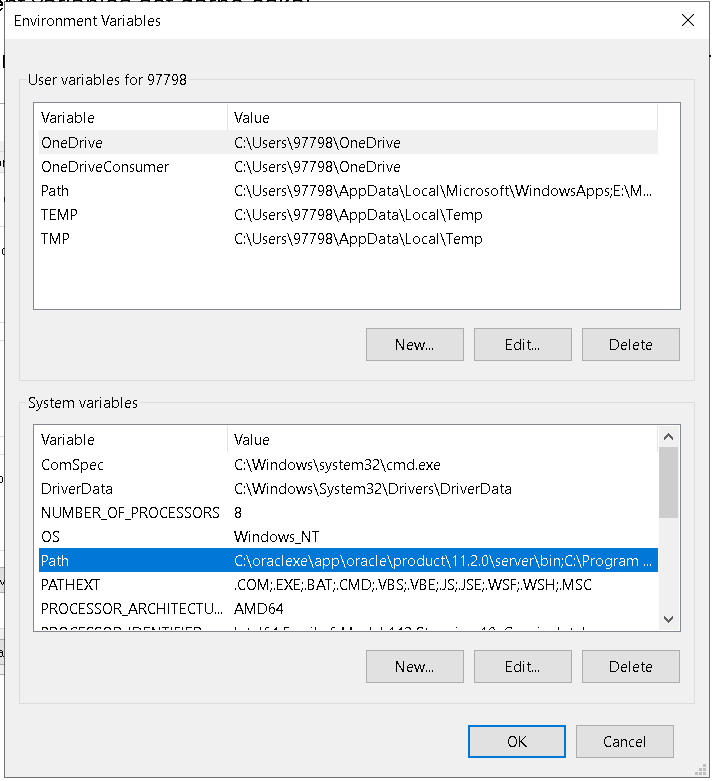 Environment Variables
User variables for 97798
Variable Value
OneDrive C:\Users\97798\OneDrive
OneDriveConsumer C:\Users\97798\OneDrive
Path C:\Users\97798\AppData\Local\Microsoft\WindowsApps;E:\M...
TEMP C:\Users\97798\AppData\Local\Temp
TMP C:\Users\97798\AppData\Local\Temp
New... Edit... Delete
System variables
Variable Value
ComSpec C:\Windows\system32\cmd.exe
DriverData C:\Windows\System32\Drivers\DriverData
NUMBER_OF_PROCESSORS 8
OS Windows_NT
Path C:\oraclexe\app\oracle\product\11.2.0\server\bin;C:\Program ...
PATHEXT .COM;.EXE;.BAT;.CMD;.VBS;.VBE;.JS;.JSE;.WSF;.WSH;.MSC
PROCESSOR_ARCHITECTU... AMD64
New... Edit... Delete
OK Cancel